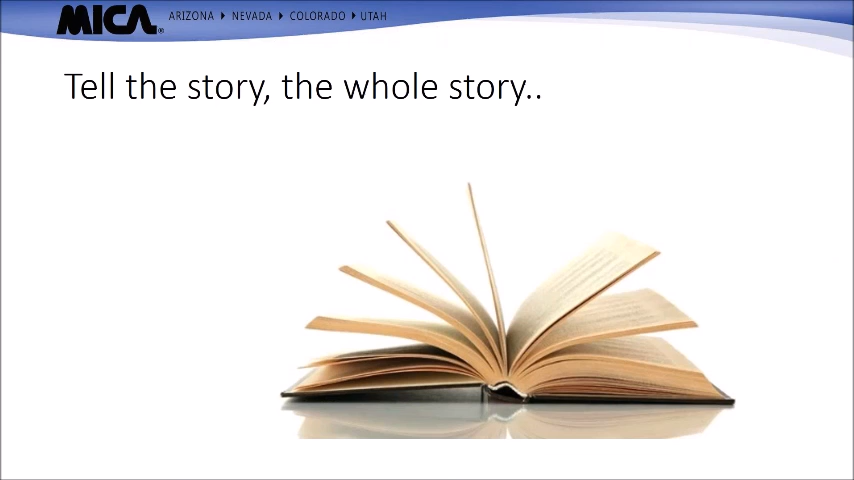 MICA® ARIZONA ▸ NEVADA ▸ COLORADO ▸ UTAH
Tell the story, the whole story..